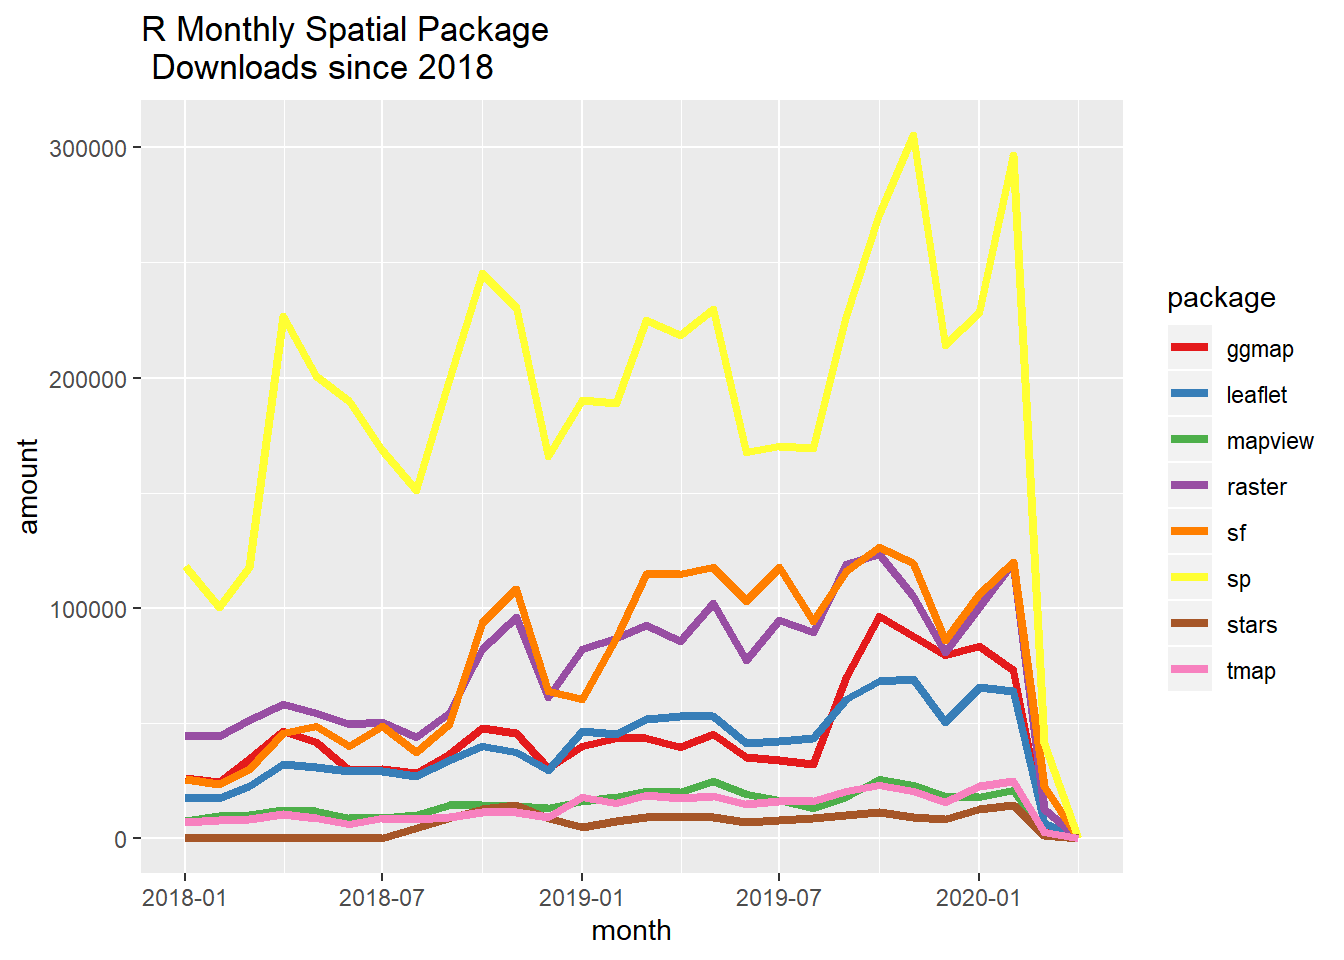 R Monthly Spatial Package
Downloads since 2018
300000
200000
100000
0
amount
2018-01
2018-07
2019-01
2019-07
2020-01
month
package
ggmap
leaflet
mapview
raster
sf
sp
stars
tmap